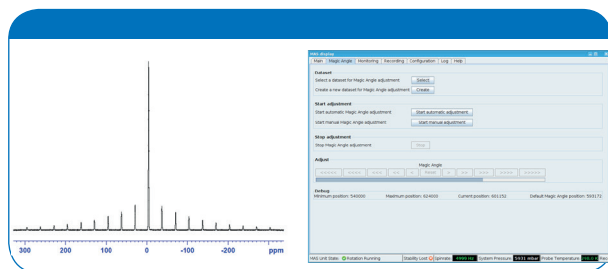 MAS display
Main Magic Angle Monitoring Recording Configuration Log Help
Dataset
Select a dataset for Magic Angle adjustment: Select
Create a new dataset for Magic Angle adjustment: Create
Start adjustment
Start automatic Magic Angle adjustment: Start automatic adjustment
Start manual Magic Angle adjustment: Start manual adjustment
Stop adjustment
Stop Magic Angle adjustment: Stop
Adjust
Magic Angle
<<<<< <<<< <<< << < > >> >>> >>>> >>>>>
Debug
Minimum position: 540000 Maximum position: 624000 Current position: 601252 Default Magic Angle position: 593172
MAS Unit State: Rotation Running Stability Lost Spinrate: System Pressure: 5931 mbar Probe Temperature:
300 200 100 0 -100 -200 ppm